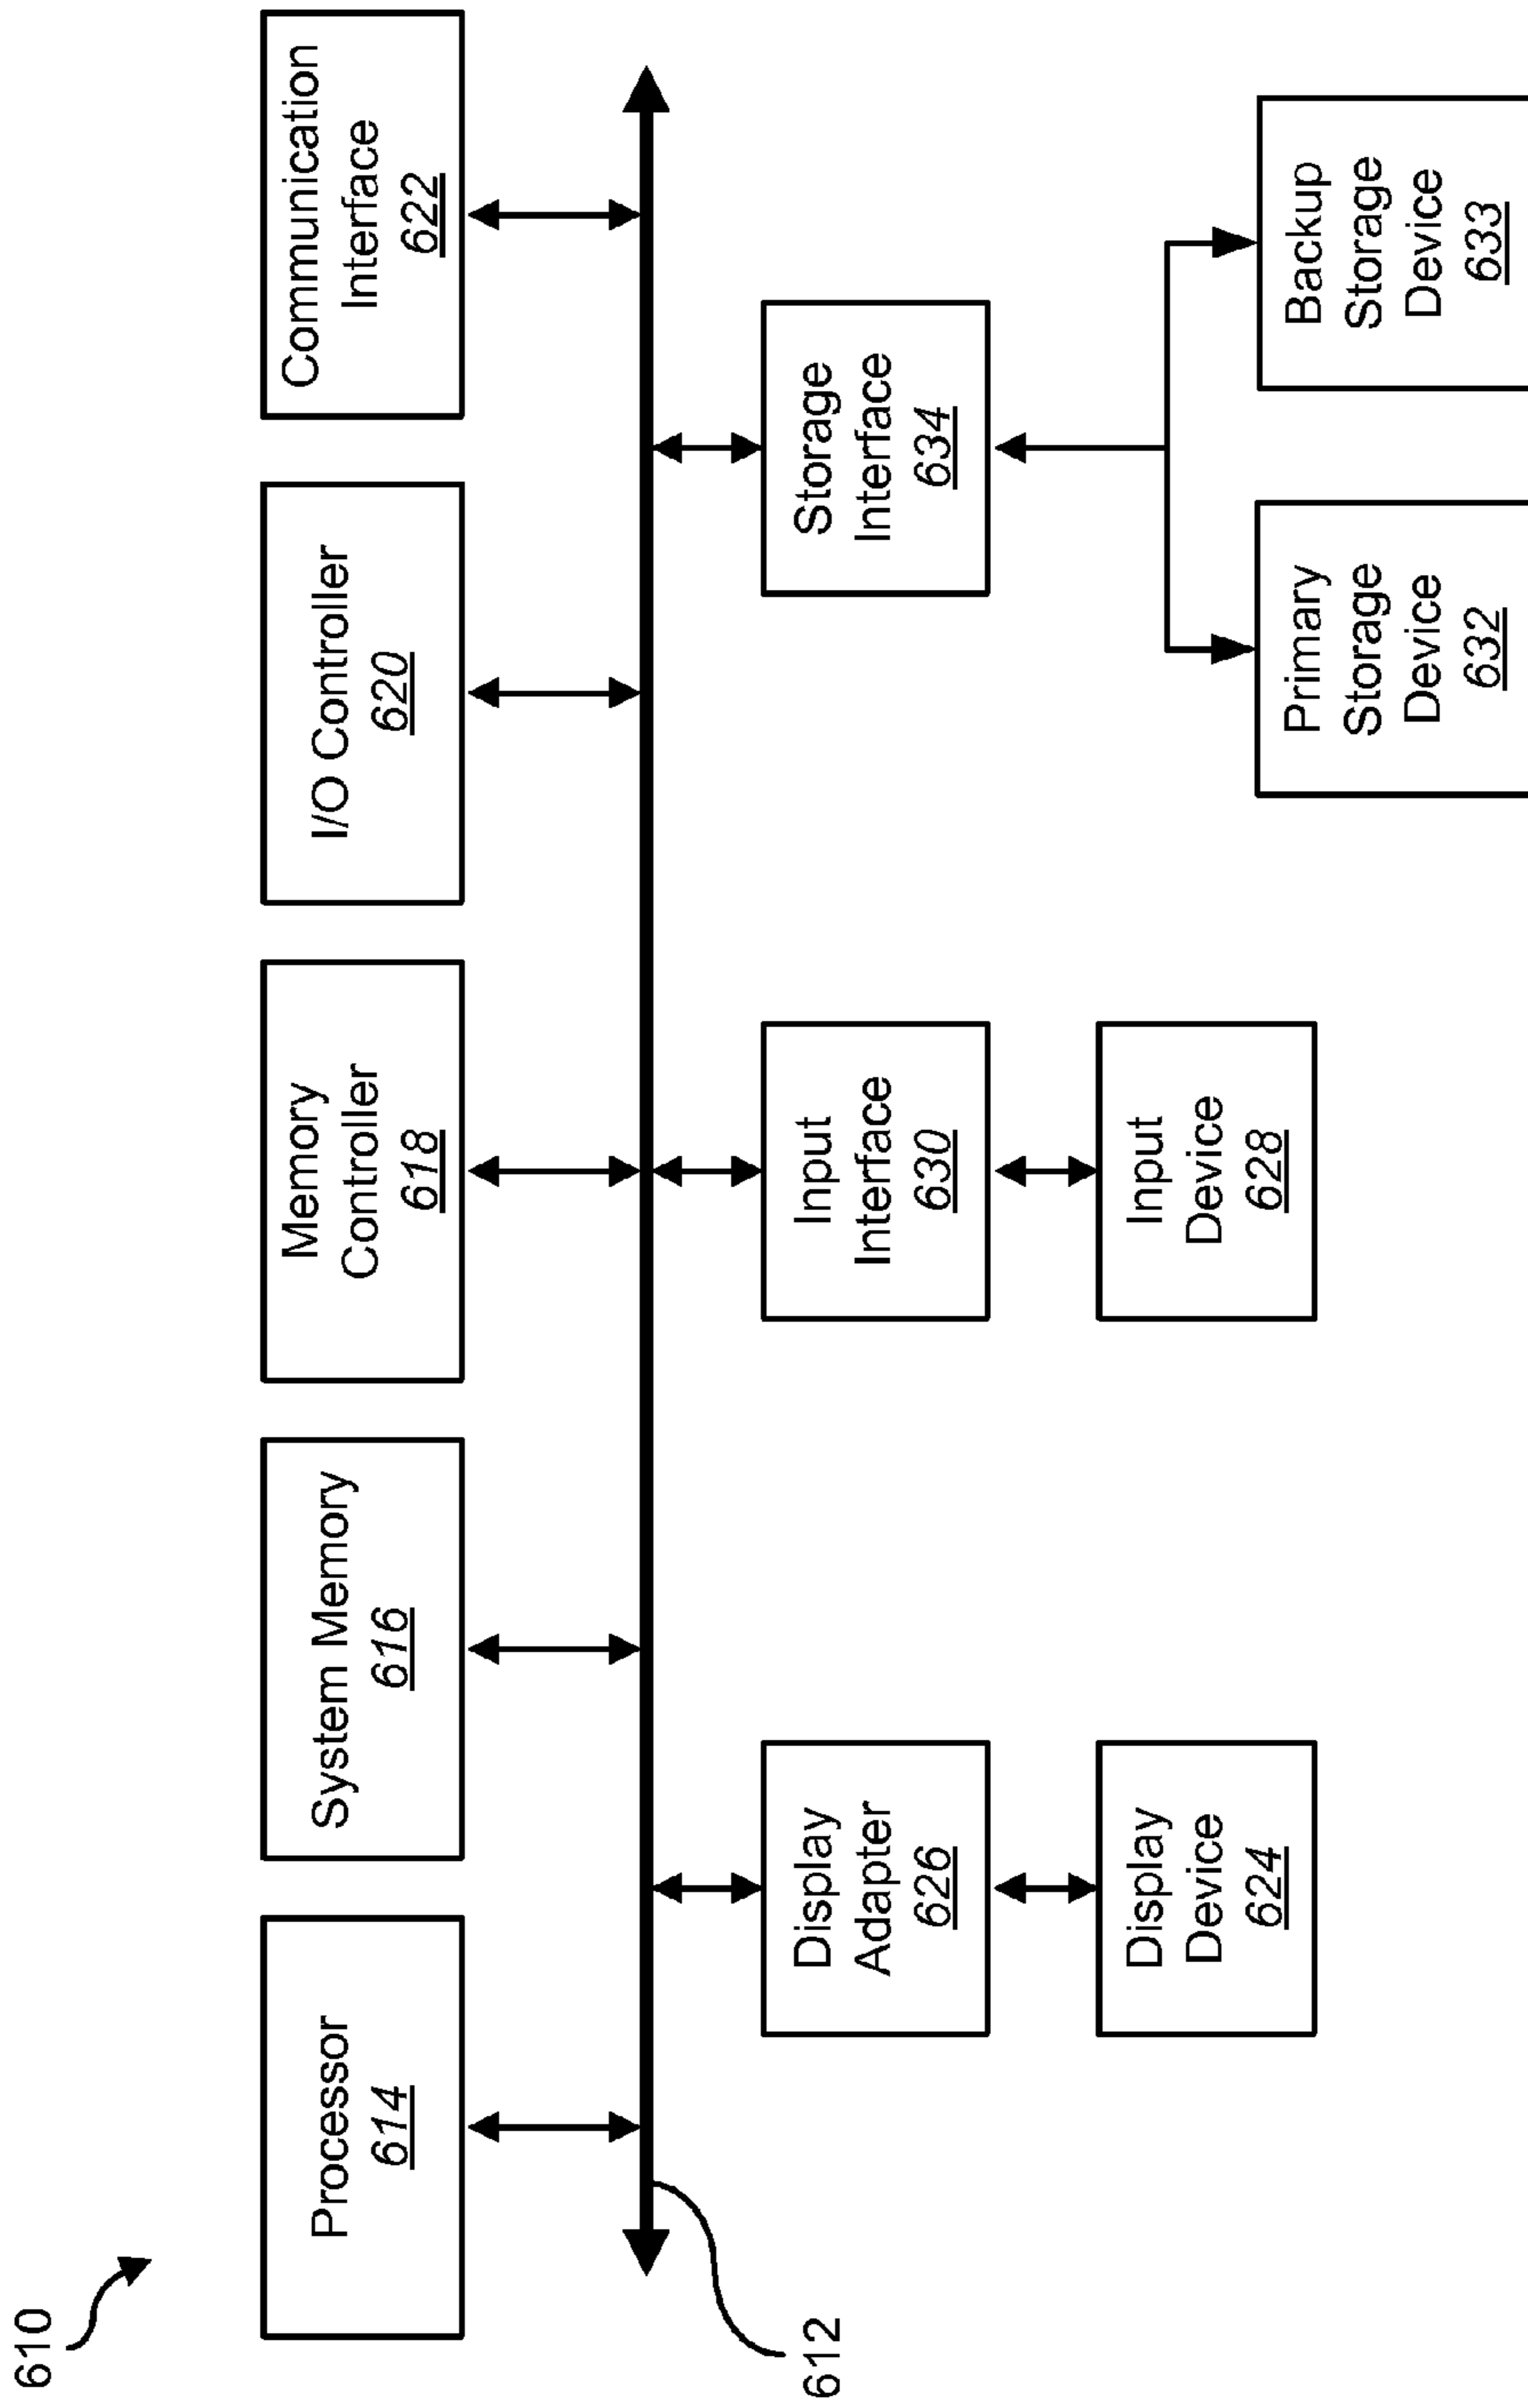 610
Processor
614
System Memory
616
Memory
Controller
618
I/O Controller
620
Communication
Interface
622
612
Display
Adapter
626
Input
Interface
630
Storage
Interface
634
Display
Device
624
Input
Device
628
Primary
Storage
Device
632
Backup
Storage
Device
633